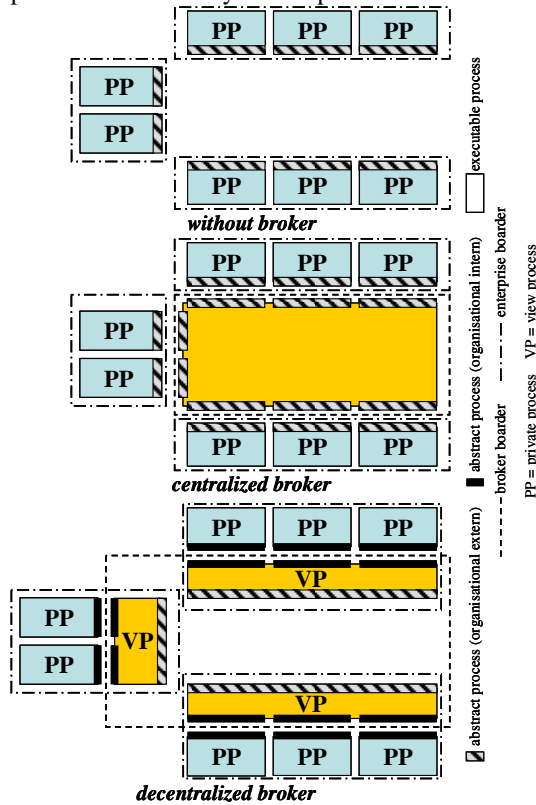 PP PP PP
PP
PP
PP PP PP
without broker
PP PP PP
PP
PP
PP PP PP
centralized broker
PP PP PP
VP
PP
VP
PP
VP
PP PP PP
decentralized broker
executable process
abstract process (organisational intern)
enterprise boarder
VP = view process
abstract process (organisational extern)
broker boarder
PP = private process